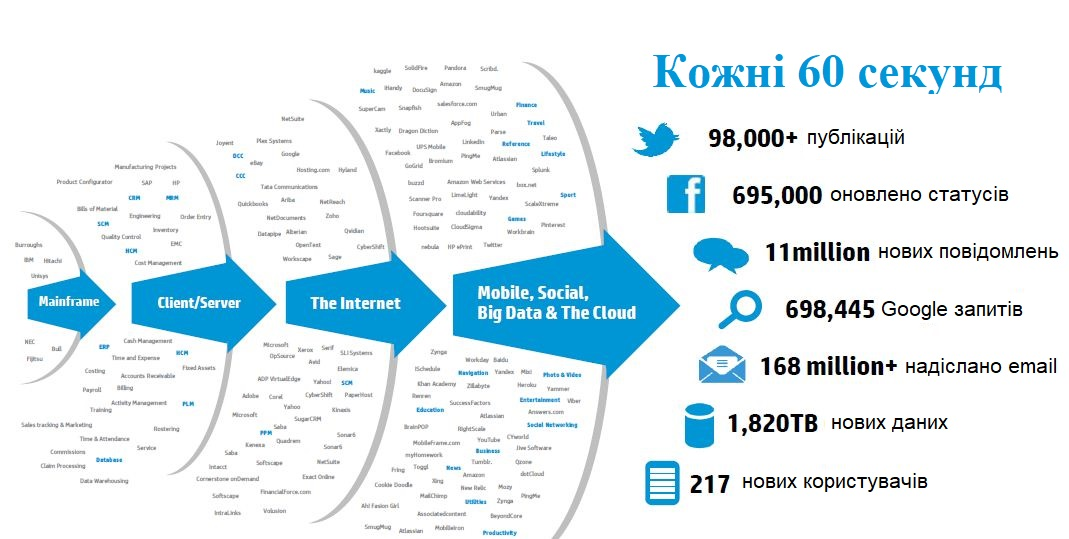 Кожні 60 секунд
98,000+ публікацій
695,000 оновлено статусів
11million нових повідомлень
698,445 Google запитів
168 million+ надіслано email
1,820TB нових даних
217 нових користувачів
Mainframe
Burroughs
IBM Hitachi
Unisys
NEC Bull
Fijitsu
Client/Server
Manufacturing Projects
Product Configurator SAP HP
CRM MRM
Bills of Material
Engineering Order Entry
SCM
Inventory
Quality Control
EMC
HCM
Cost Management
Cash Management
ERP
HCM
Time and Expense
Fixed Assets
Costing
Accounts Receivable
Payroll Billing
Activity Management PLM
Training
Sales tracking & Marketing
Rostering
Time & Attendance
Service
Commissions
Database
Claim Processing
Data Warehousing
The Internet
NetSuite
Joyent Plex Systems
DCC Google
eBay
CCC Hosting.com Hyland
Tata Communications
Quickbooks Ariba NetReach
NetDocuments Zoho
Datapipe Alterian Qvidian
OpenText CyberShift
Workscape Sage
Microsoft Xerox Serif
OpSource SLI Systems
Avid
Elemica
ADP VirtualEdge Yahoo! SCM
Adobe Corel CyberShift PaperHost
Yahoo Kinaxis
Microsoft SugarCRM
Saba
PPM Sonar6
Kenexa Quadrem
Saba Sonar6
Intacct Softscape NetSuite
Cornerstone onDemand Exact Online
Softscape FinancialForce.com
IntraLinks Volusion
Mobile, Social,
Big Data & The Cloud
kaggle SolidFire Pandora Scribd.
Music iHandy DocuSign Amazon SmugMug
SuperCam Snapfish salesforce.com Finance
Urban
Xactly Dragon Diction AppFog Travel
Parse Taleo
LinkedIn Reference
Facebook UPS Mobile
Bromium PingMe Atlassian Lifestyle
GoGrid Splunk
buzzd Amazon Web Services box.net
Scanner Pro LimeLight Yandex Sport
ScaleXtreme
Foursquare cloudability Games
Hootsuite CloudSigma Pinterest
Workbrain
nebula HP ePrint Twitter
Zynga Workday Baidu
iSchedule Navigation Yandex Mixi Photo & Video
Khan Academy Zillabyte Heroku Yammer
Renren Entertainment Viber
SuccessFactors
Education Answers.com
Atlassian
BrainPOP RightScale Social Networking
MobileFrame.com YouTube CYworld
myHomework Business Jive Software
Fring Toggl News Tumblr. Qzone
Amazon dotCloud
Cookie Doodle Xing
New Relic Mozy
MailChimp Utilities Zynga PingMe
Ah! Fasion Girl
Associatedcontent BeyondCore
SmugMug Atlassian Mobileiron
Productivity